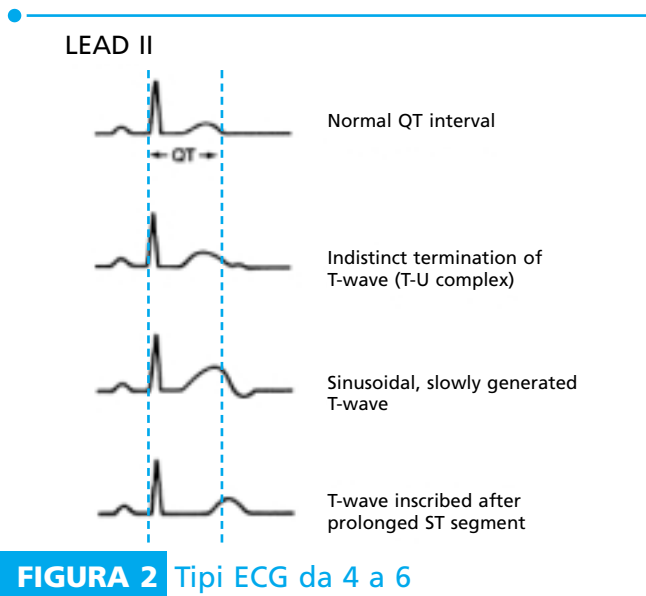 LEAD II
Normal QT interval
QT
Indistinct termination of
T-wave (T-U complex)
Sinusoidal, slowly generated
T-wave
T-wave inscribed after
prolonged ST segment
FIGURA 2 Tipi ECG da 4 a 6